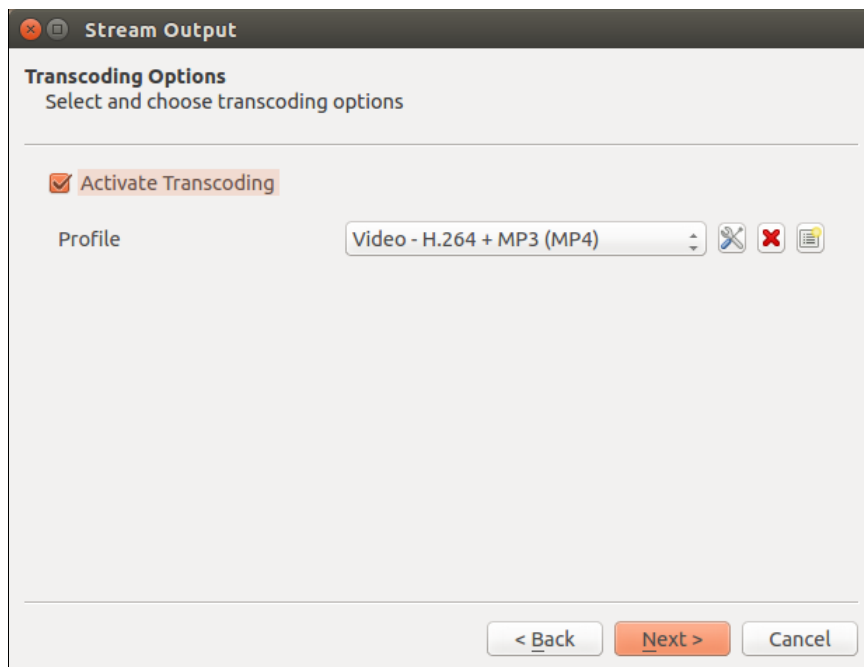 Stream Output
Transcoding Options
Select and choose transcoding options
Activate Transcoding
Profile Video - H.264 + MP3 (MP4)
< Back Next > Cancel